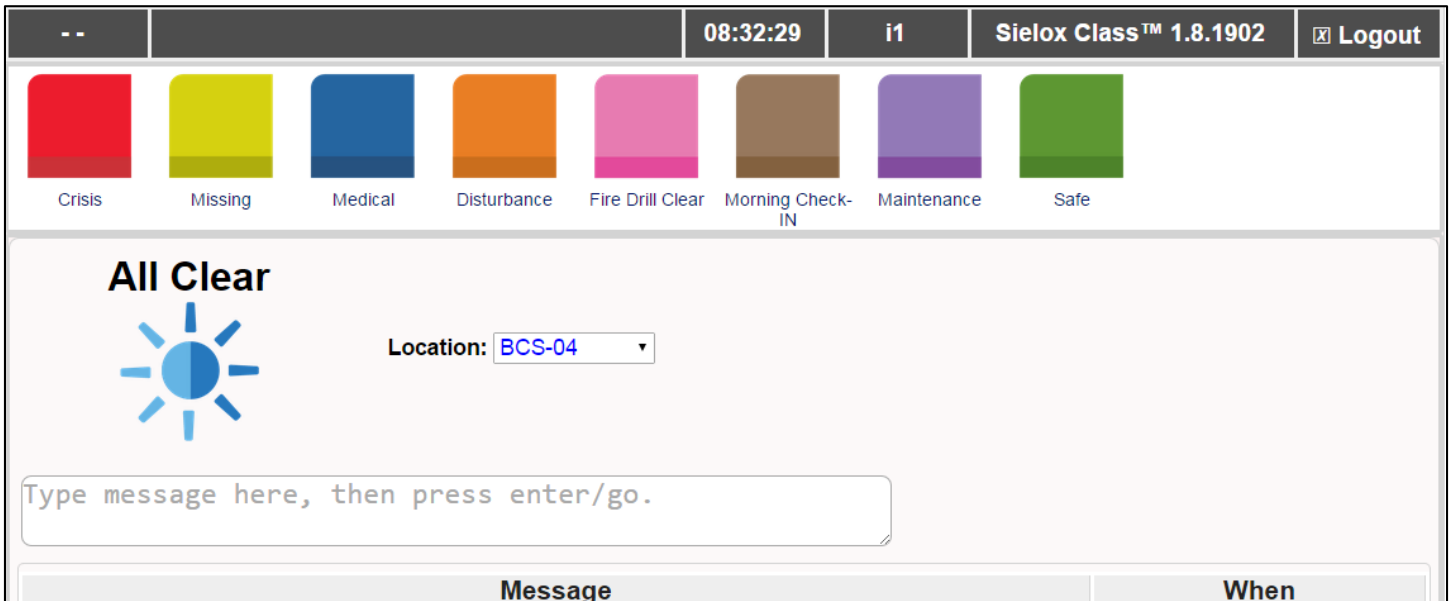 - - 08:32:29 i1 Sielox Class™ 1.8.1902 Logout
Crisis Missing Medical Disturbance Fire Drill Clear Morning Check-
IN Maintenance Safe
All Clear
Location: BCS-04
Type message here, then press enter/go.
Message When